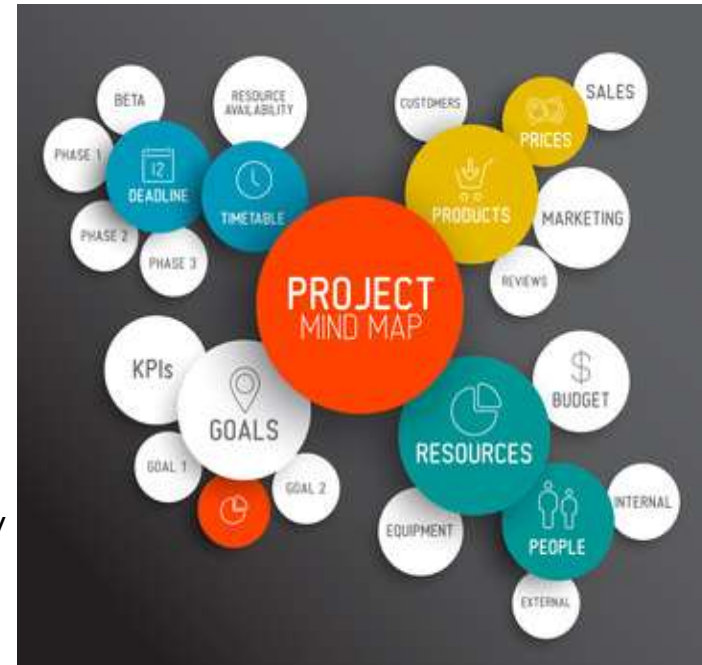 BETA
PHASE 1
12
DEADLINE
PHASE 2
PHASE 3
RESOURCE
AVAILABILITY
TIMETABLE
CUSTOMERS
PRICES
SALES
PRODUCTS
MARKETING
REVIEWS
PROJECT
MIND MAP
KPIs
GOALS
GOAL 1
GOAL 2
$
BUDGET
RESOURCES
EQUIPMENT
PEOPLE
INTERNAL
EXTERNAL